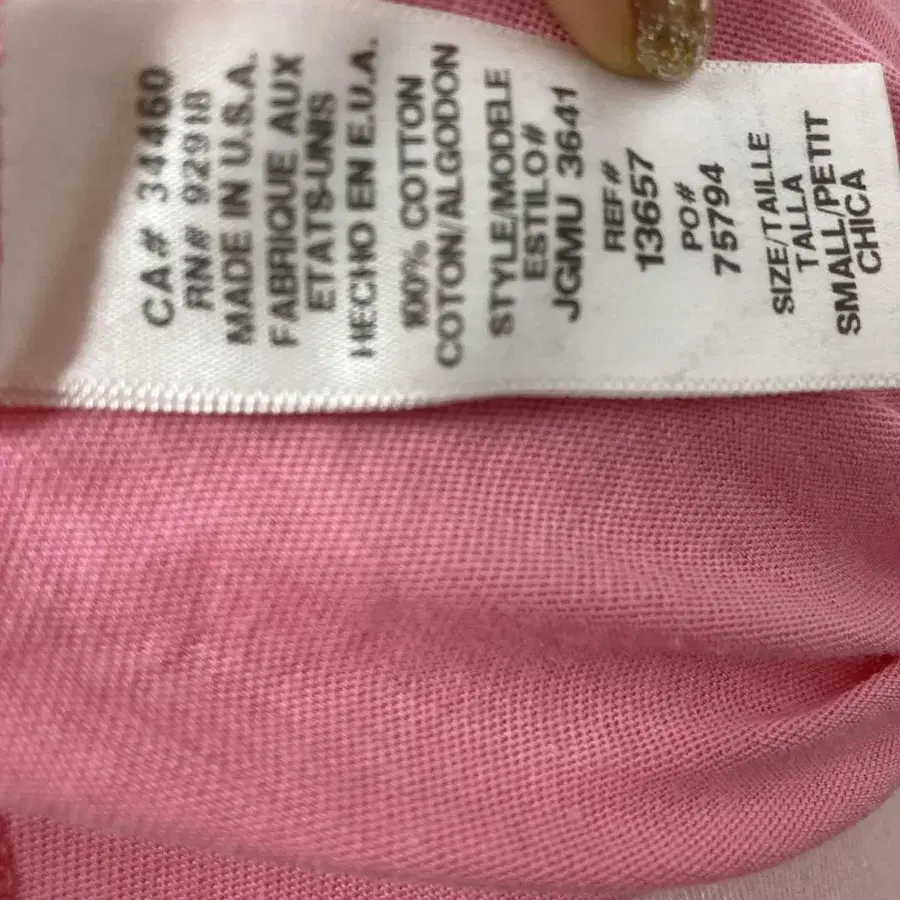 CA# 34460
RN# 92918
MADE IN U.S.A.
FABRIQUE AUX
ETATS-UNIS
HECHO EN E.U.A.
100% COTTON
COTON/ALGODON
STYLE/MODELE
ESTILO#
JGMU 3641
REF#
13657
PO#
75794
SIZE/TAILLE
TALLA
SMALL/PETIT
CHICA